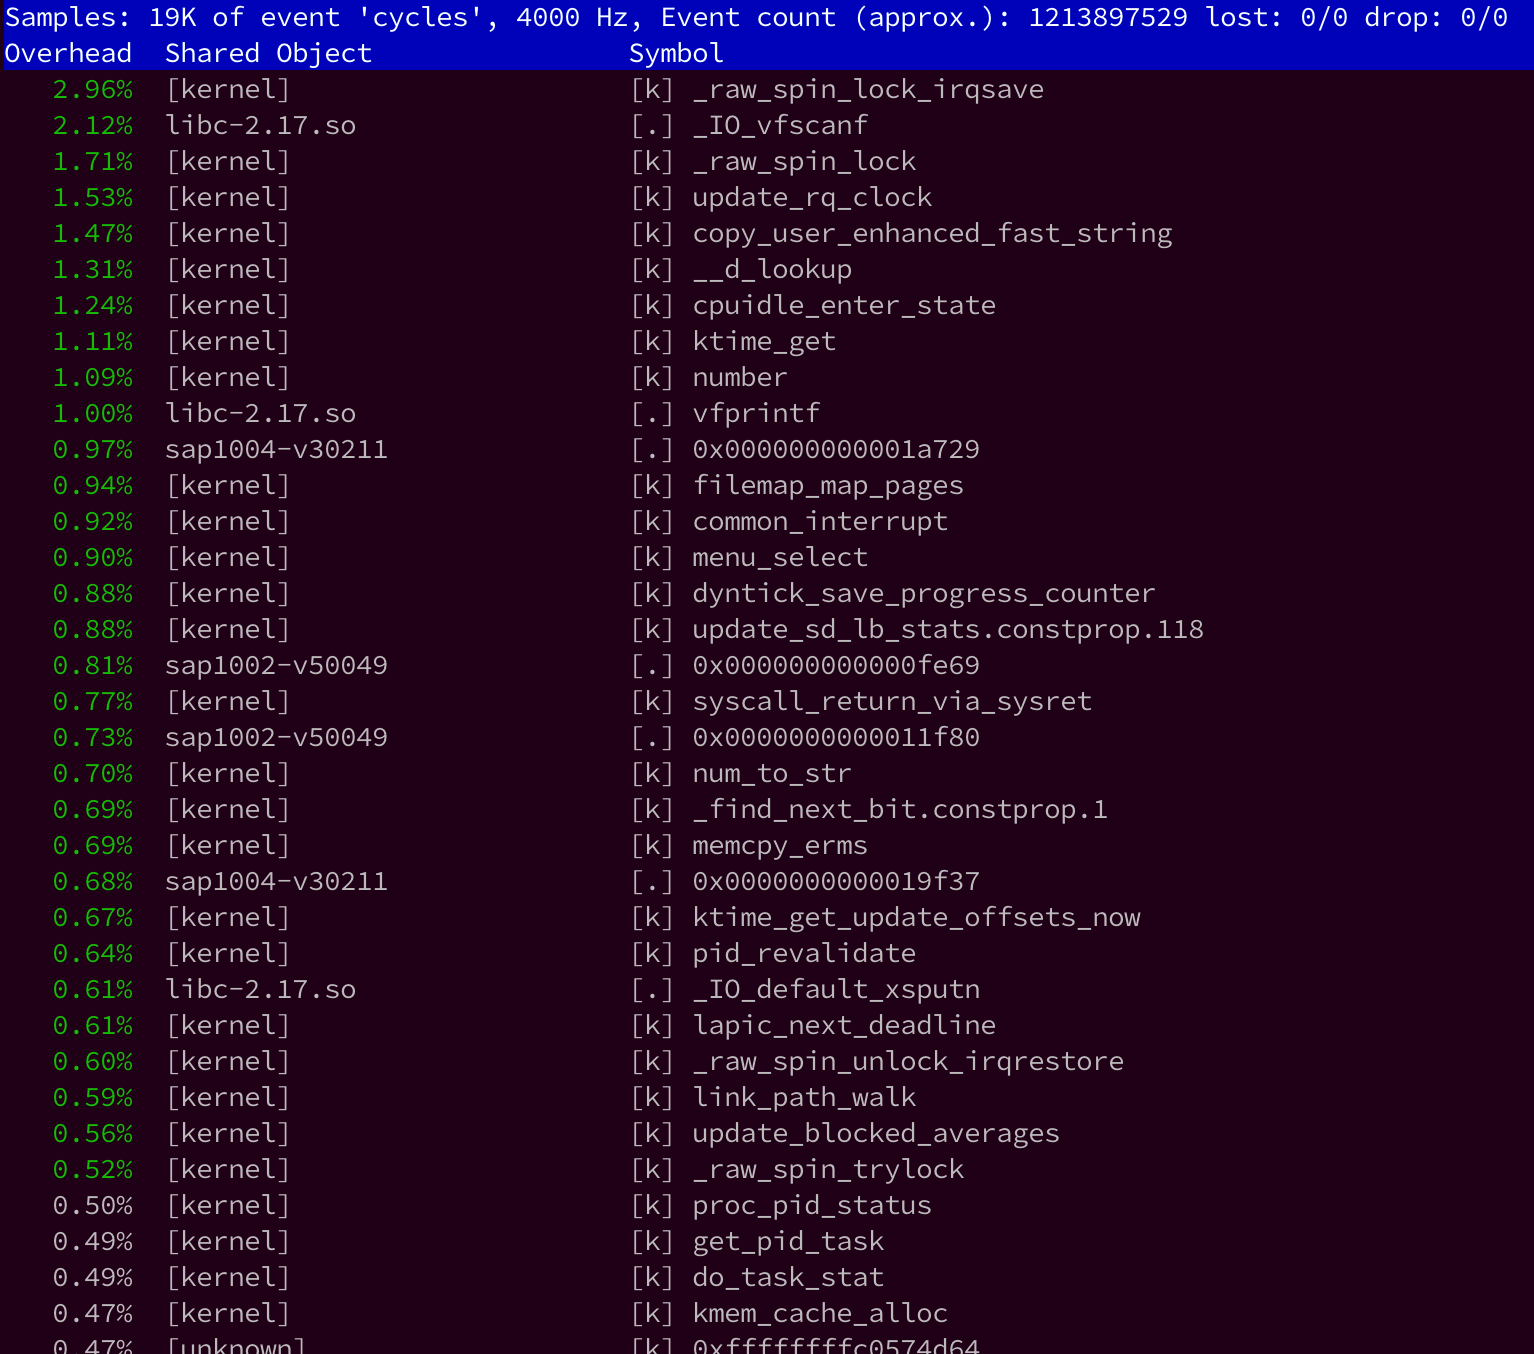 Samples: 19K of event 'cycles', 4000 Hz, Event count (approx.): 1213897529 lost: 0/0 drop: 0/0
Overhead  Shared Object  Symbol
2.96%  [kernel]  [k] _raw_spin_lock_irqsave
2.12%  libc-2.17.so  [.] _IO_vfscanf
1.71%  [kernel]  [k] _raw_spin_lock
1.53%  [kernel]  [k] update_rq_clock
1.47%  [kernel]  [k] copy_user_enhanced_fast_string
1.31%  [kernel]  [k] __d_lookup
1.24%  [kernel]  [k] cpuidle_enter_state
1.11%  [kernel]  [k] ktime_get
1.09%  [kernel]  [k] number
1.00%  libc-2.17.so  [.] vfprintf
0.97%  sap1004-v30211  [.] 0x000000000001a729
0.94%  [kernel]  [k] filemap_map_pages
0.92%  [kernel]  [k] common_interrupt
0.90%  [kernel]  [k] menu_select
0.88%  [kernel]  [k] dyntick_save_progress_counter
0.88%  [kernel]  [k] update_sd_lb_stats.constprop.118
0.81%  sap1002-v50049  [.] 0x000000000000fe69
0.77%  [kernel]  [k] syscall_return_via_sysret
0.73%  sap1002-v50049  [.] 0x0000000000011f80
0.70%  [kernel]  [k] num_to_str
0.69%  [kernel]  [k] _find_next_bit.constprop.1
0.69%  [kernel]  [k] memcpy_erms
0.68%  sap1004-v30211  [.] 0x0000000000019f37
0.67%  [kernel]  [k] ktime_get_update_offsets_now
0.64%  [kernel]  [k] pid_revalidate
0.61%  libc-2.17.so  [.] _IO_default_xsputn
0.61%  [kernel]  [k] lapic_next_deadline
0.60%  [kernel]  [k] _raw_spin_unlock_irqrestore
0.59%  [kernel]  [k] link_path_walk
0.56%  [kernel]  [k] update_blocked_averages
0.52%  [kernel]  [k] _raw_spin_trylock
0.50%  [kernel]  [k] proc_pid_status
0.49%  [kernel]  [k] get_pid_task
0.49%  [kernel]  [k] do_task_stat
0.47%  [kernel]  [k] kmem_cache_alloc
0.47%  [unknown]  [k] 0xffffffffc0574d64